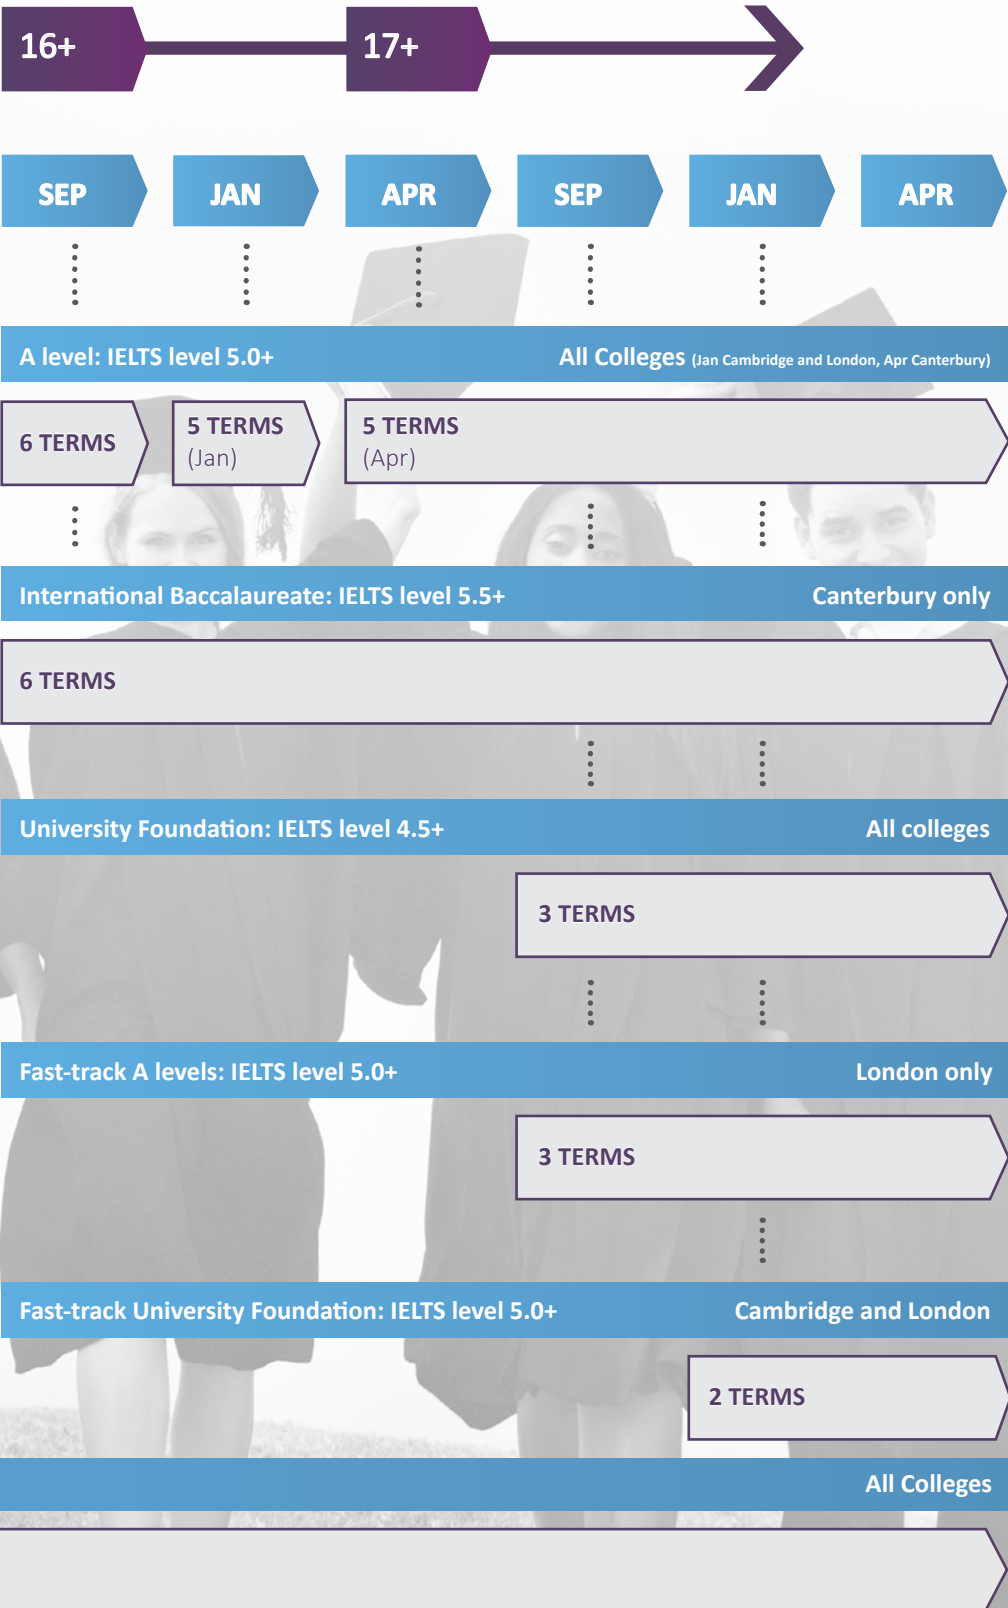 16+ 17+
SEP JAN APR SEP JAN APR
A level: IELTS level 5.0+ All Colleges (Jan Cambridge and London, Apr Canterbury)
6 TERMS 5 TERMS 5 TERMS
(Jan) (Apr)
International Baccalaureate: IELTS level 5.5+ Canterbury only
6 TERMS
University Foundation: IELTS level 4.5+ All colleges
3 TERMS
Fast-track A levels: IELTS level 5.0+ London only
3 TERMS
Fast-track University Foundation: IELTS level 5.0+ Cambridge and London
2 TERMS
All Colleges